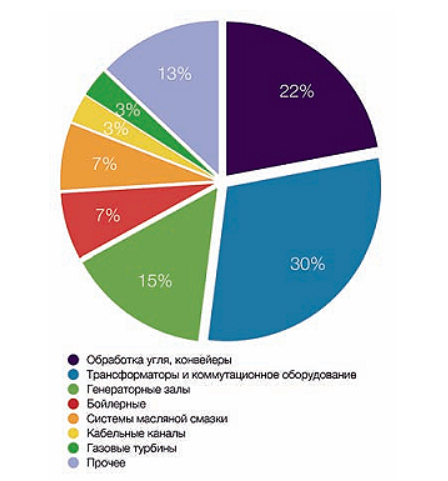 13%
22%
3%
3%
7%
7%
30%
15%
Обработка угля, конвейеры
Трансформаторы и коммутационное оборудование
Генераторные залы
Бойлерные
Системы масляной смазки
Кабельные каналы
Газовые турбины
Прочее